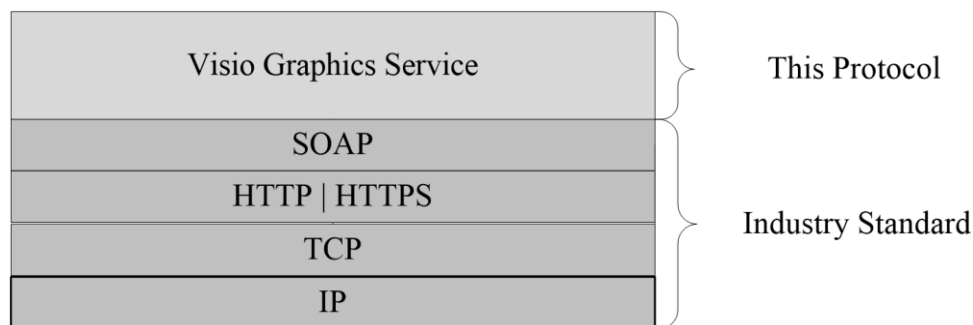 Visio Graphics Service
This Protocol
SOAP
HTTP | HTTPS
TCP
IP
Industry Standard